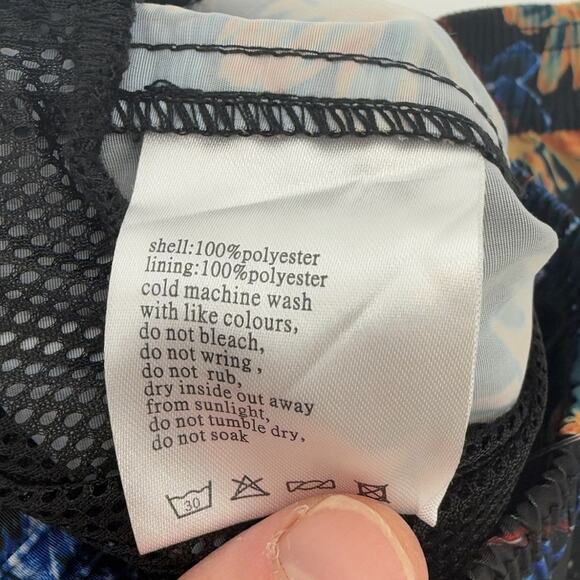 shell:100%polyester
lining:100%polyester
cold machine wash
with like colours,
do not bleach,
do not wring ,
do not rub,
dry inside out away
from sunlight,
do not tumble dry,
do not soak
30